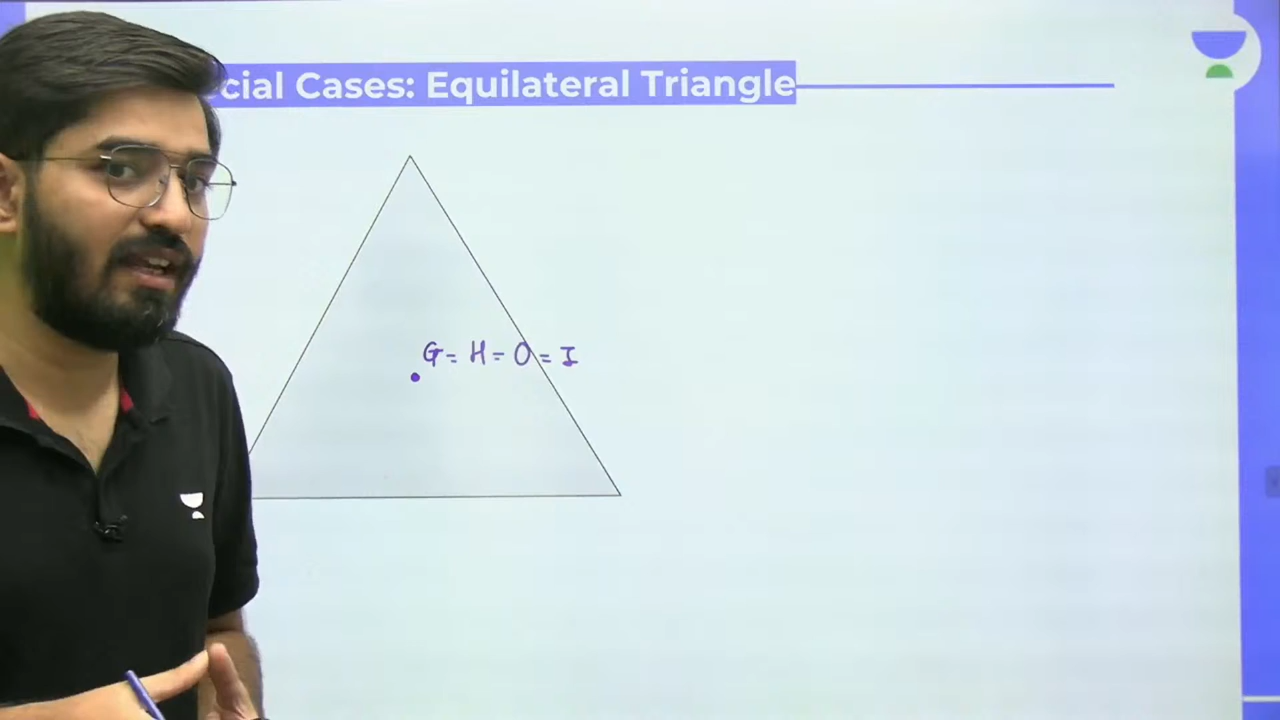 cial Cases: Equilateral Triangle
G = H = O = I